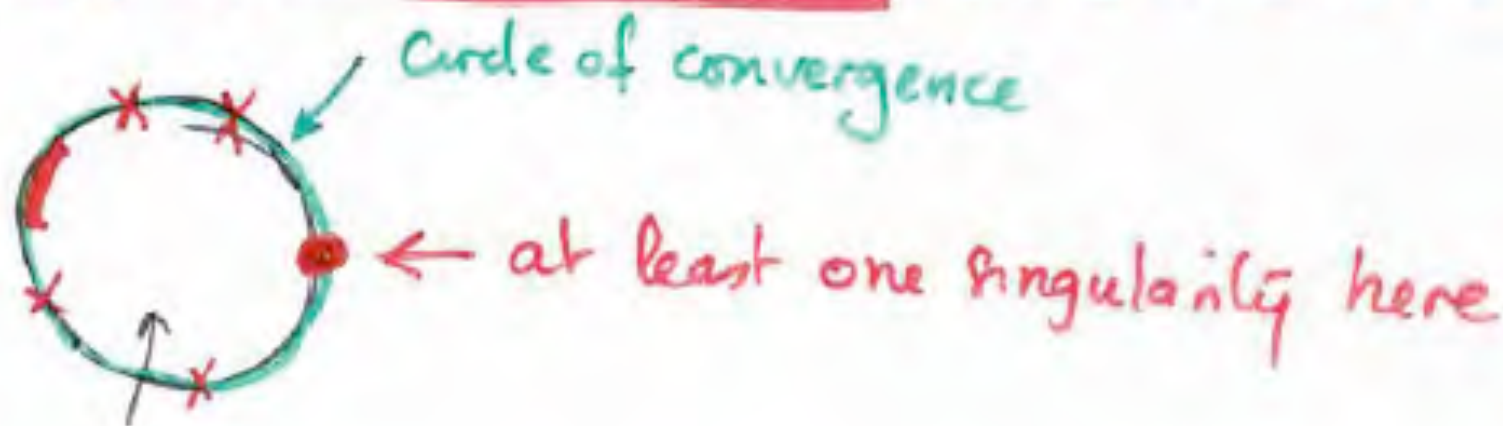 Circle of convergence
← at least one singularity here